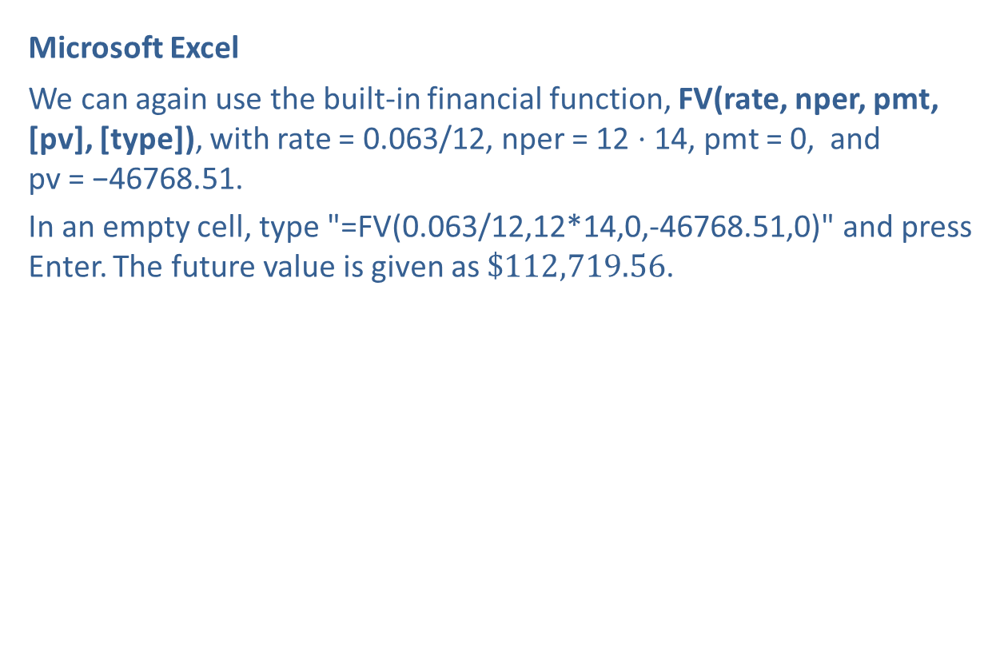 Microsoft Excel
We can again use the built-in financial function, FV(rate, nper, pmt,
[pv], [type]), with rate = 0.063/12, nper = 12 · 14, pmt = 0,  and
pv = −46768.51.
In an empty cell, type "=FV(0.063/12,12*14,0,-46768.51,0)" and press
Enter. The future value is given as $112,719.56.